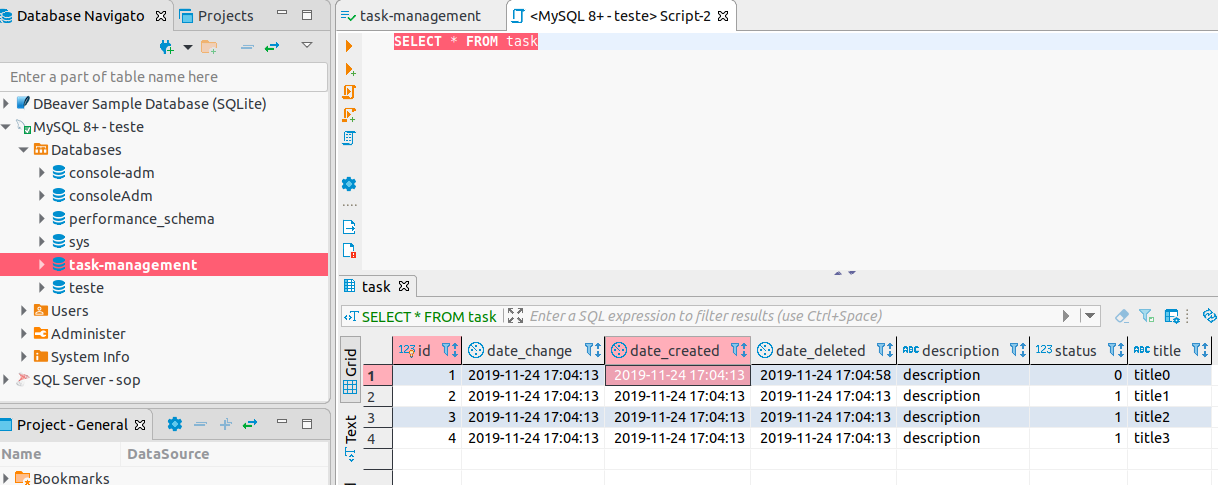 Database Navigato
Projects
Enter a part of table name here
DBeaver Sample Database (SQLite)
MySQL 8+ - teste
Databases
console-adm
consoleAdm
performance_schema
sys
task-management
teste
Users
Administer
System Info
SQL Server - sop
Project - General
Name DataSource
Bookmarks
task-management
<MySQL 8+ - teste> Script-2
SELECT * FROM task
task
SELECT * FROM task Enter a SQL expression to filter results (use Ctrl+Space)
Grid
Text
123 id date_change date_created date_deleted ABC description 123 status ABC title
1 1 2019-11-24 17:04:13 2019-11-24 17:04:13 2019-11-24 17:04:58 description 0 title0
2 2 2019-11-24 17:04:13 2019-11-24 17:04:13 2019-11-24 17:04:13 description 1 title1
3 3 2019-11-24 17:04:13 2019-11-24 17:04:13 2019-11-24 17:04:13 description 1 title2
4 4 2019-11-24 17:04:13 2019-11-24 17:04:13 2019-11-24 17:04:13 description 1 title3